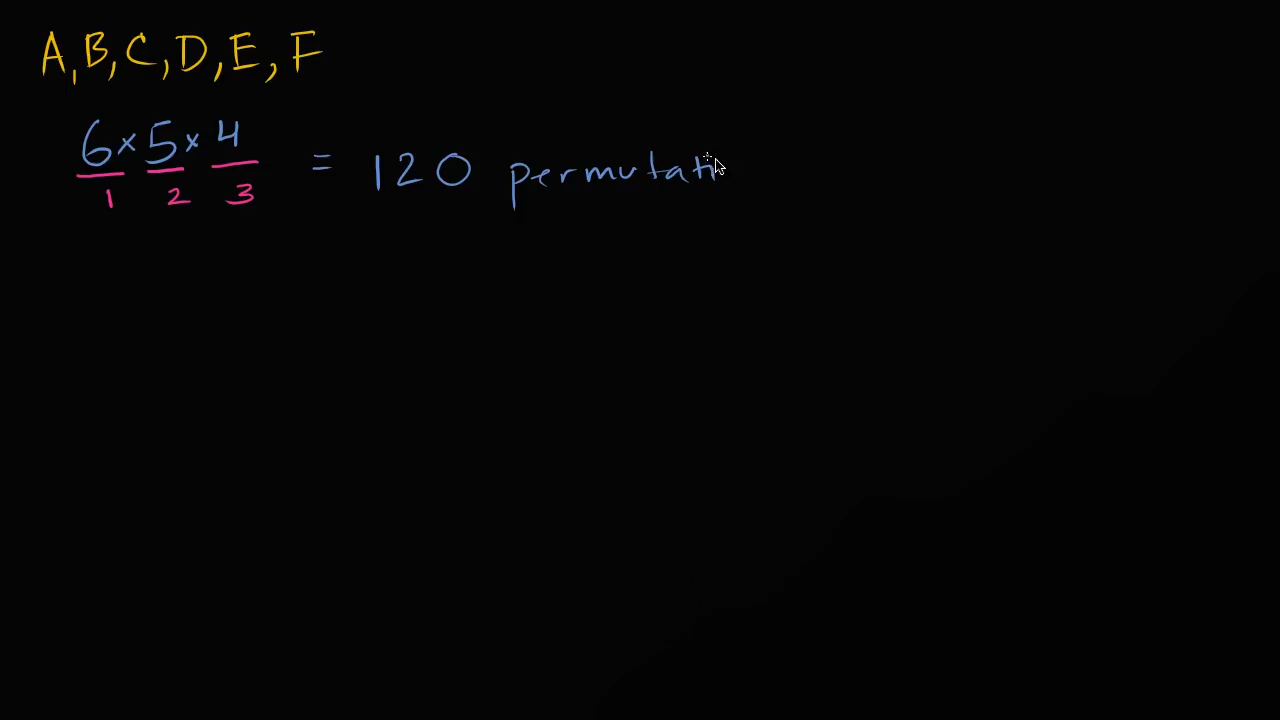 A, B, C, D, E, F
6 × 5 × 4 = 120 permutati
1 2 3